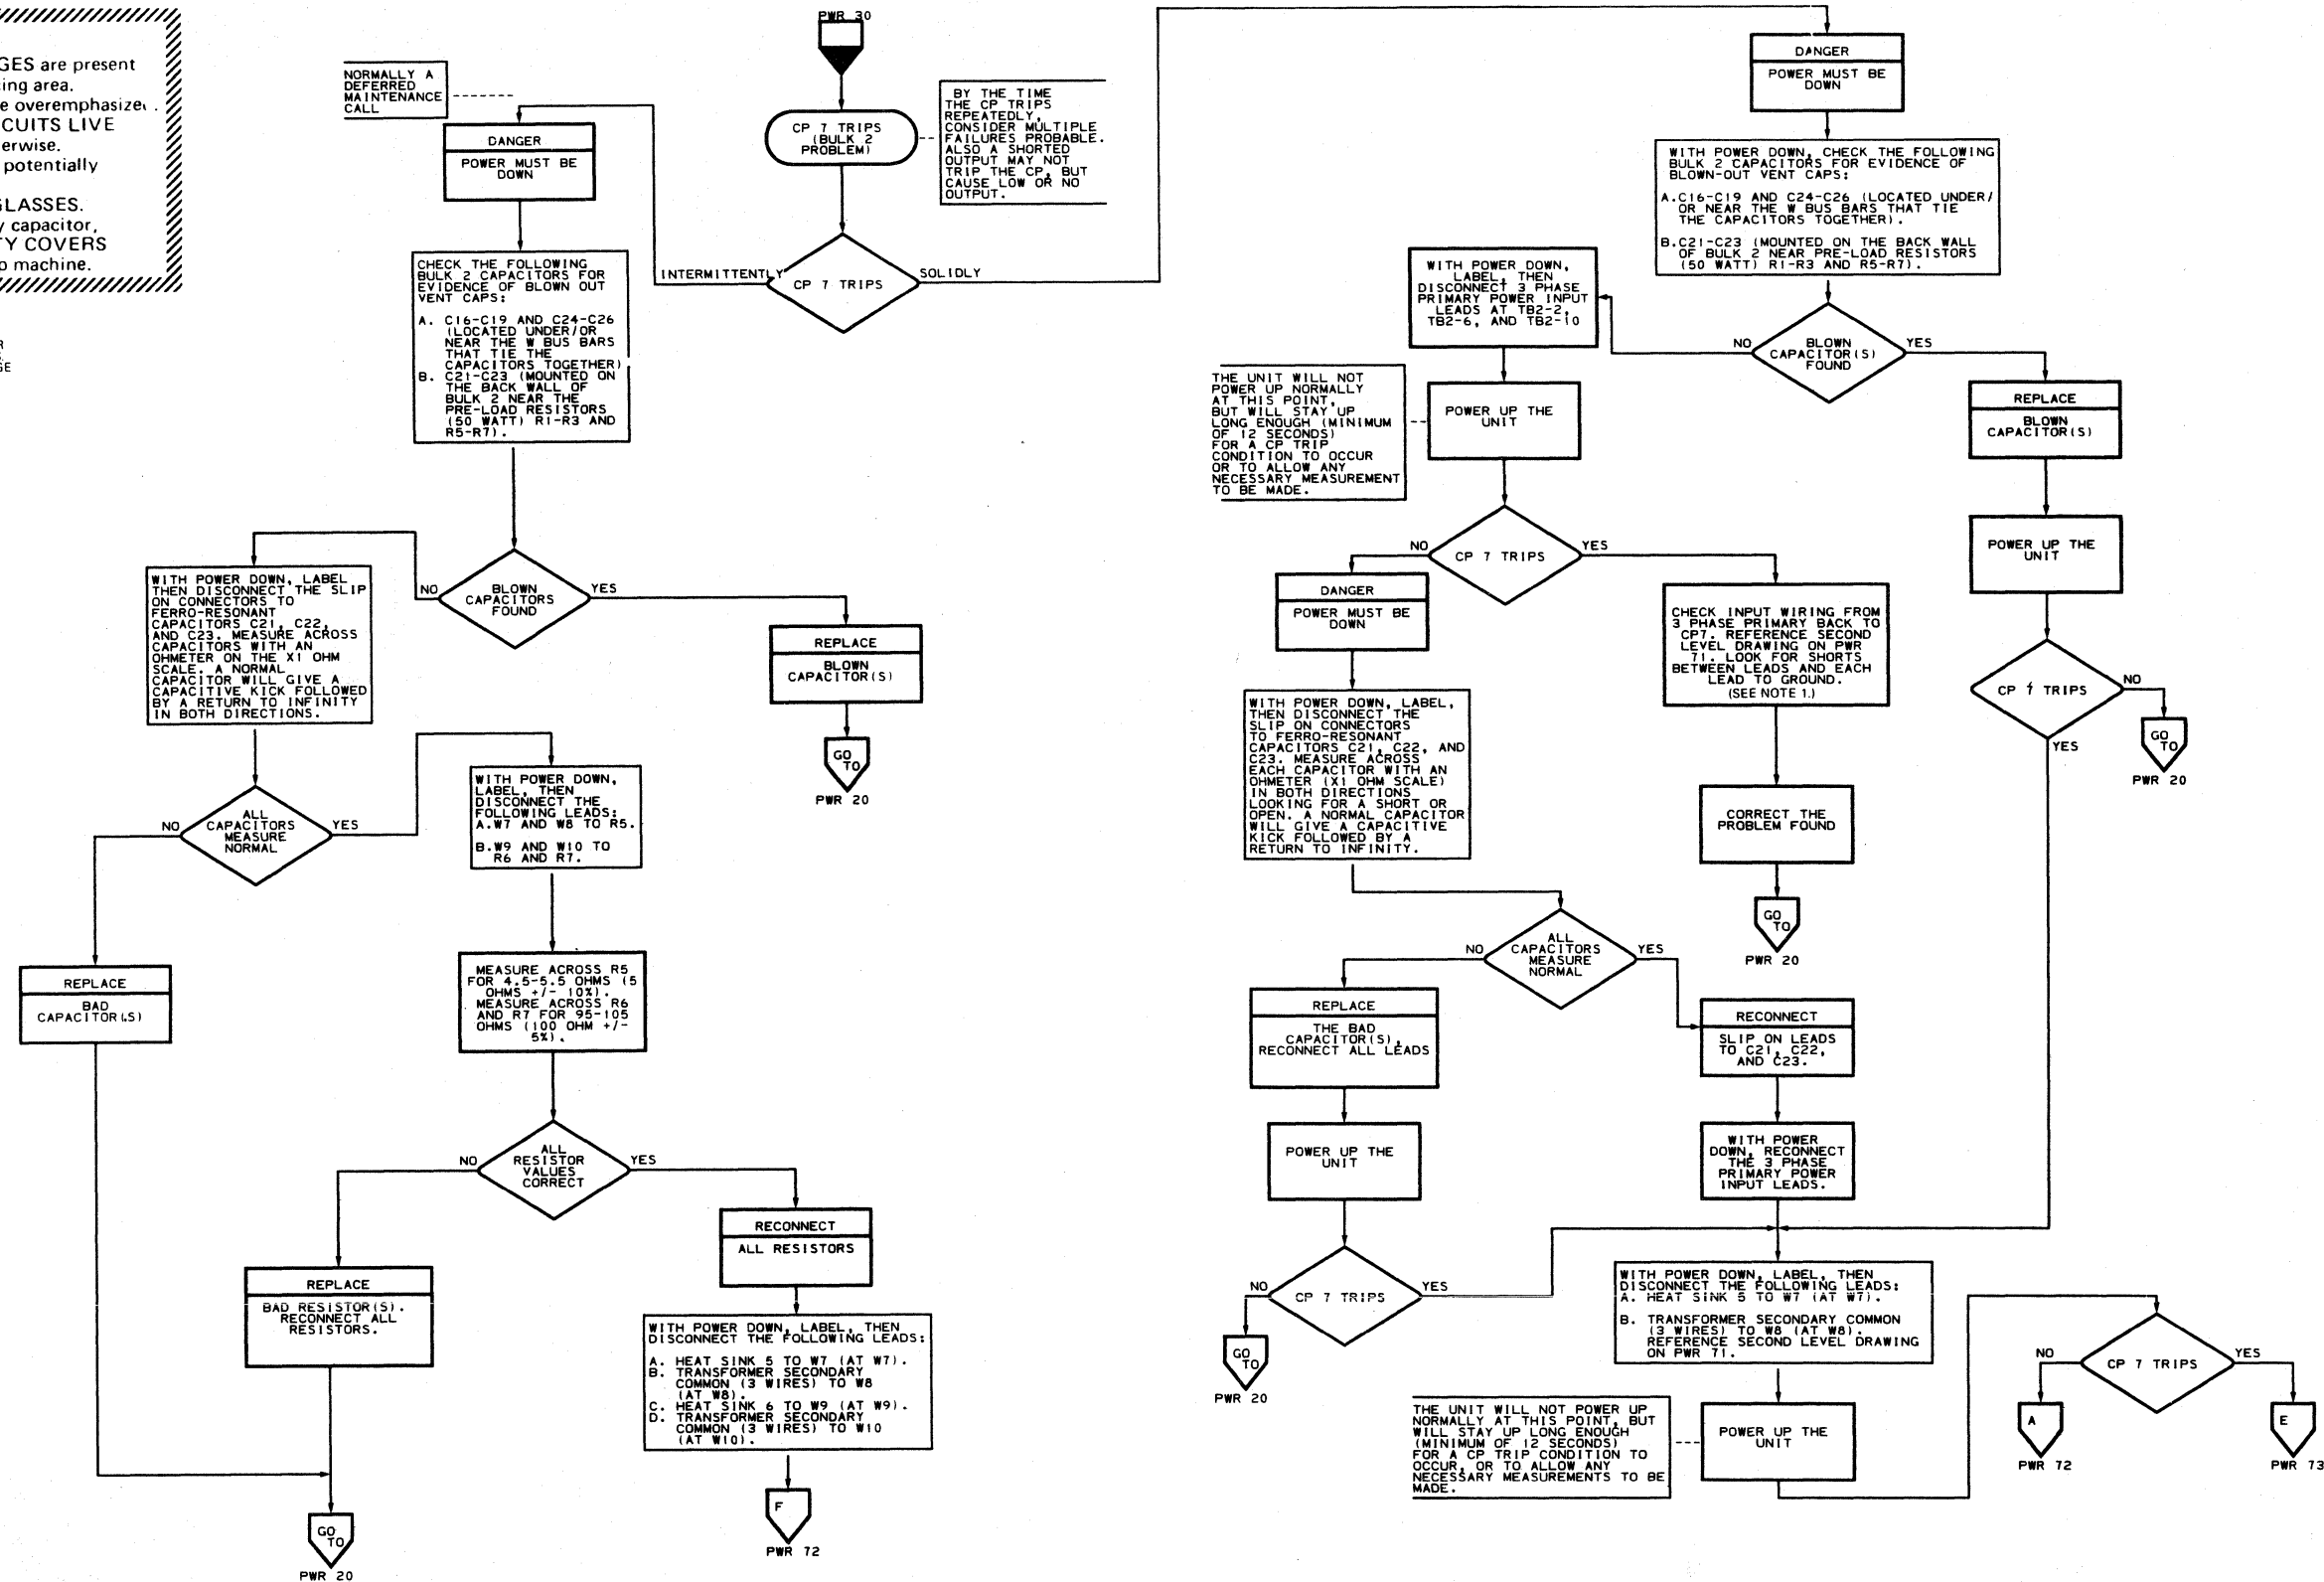 GES are present
ing area.
e overemphasize
CUITS LIVE
erwise.
potentially
GLASSES.
y capacitor,
TY COVERS
p machine.
R
S
GE
PWR 30
NORMALLY A
DEFERRED
MAINTENANCE
CALL
DANGER
POWER MUST BE
DOWN
CP 7 TRIPS
(BULK 2
PROBLEM)
BY THE TIME
THE CP TRIPS
REPEATEDLY,
CONSIDER MULTIPLE
FAILURES PROBABLE.
ALSO A SHORTED
OUTPUT MAY NOT
TRIP THE CP, BUT
CAUSE LOW OR NO
OUTPUT.
INTERMITTENTLY
CP 7 TRIPS
SOLIDLY
CHECK THE FOLLOWING
BULK 2 CAPACITORS FOR
EVIDENCE OF BLOWN OUT
VENT CAPS:
A. C16-C19 AND C24-C26
(LOCATED UNDER/OR
NEAR THE W BUS BARS
THAT TIE THE
CAPACITORS TOGETHER)
B. C21-C23 (MOUNTED ON
THE BACK WALL OF
BULK 2 NEAR THE
PRE-LOAD RESISTORS
(50 WATT) R1-R3 AND
R5-R7).
NO
BLOWN
CAPACITORS
FOUND
YES
WITH POWER DOWN, LABEL
THEN DISCONNECT THE SLIP
ON CONNECTORS TO
FERRO-RESONANT
CAPACITORS C21, C22,
AND C23. MEASURE ACROSS
CAPACITORS WITH AN
OHMETER ON THE X1 OHM
SCALE. A NORMAL
CAPACITOR WILL GIVE A
CAPACITIVE KICK FOLLOWED
BY A RETURN TO INFINITY
IN BOTH DIRECTIONS.
REPLACE
BLOWN
CAPACITOR(S)
GO
TO
PWR 20
NO
ALL
CAPACITORS
MEASURE
NORMAL
YES
WITH POWER DOWN,
LABEL, THEN
DISCONNECT THE
FOLLOWING LEADS:
A.W7 AND W8 TO R5.
B.W9 AND W10 TO
R6 AND R7.
REPLACE
BAD
CAPACITOR(S)
MEASURE ACROSS R5
FOR 4.5-5.5 OHMS (5
OHMS +/- 10%).
MEASURE ACROSS R6
AND R7 FOR 95-105
OHMS (100 OHM +/-
5%).
NO
ALL
RESISTOR
VALUES
CORRECT
YES
REPLACE
BAD RESISTOR(S).
RECONNECT ALL
RESISTORS.
RECONNECT
ALL RESISTORS
WITH POWER DOWN, LABEL, THEN
DISCONNECT THE FOLLOWING LEADS:
A. HEAT SINK 5 TO W7 (AT W7).
B. TRANSFORMER SECONDARY
COMMON (3 WIRES) TO W8
(AT W8).
C. HEAT SINK 6 TO W9 (AT W9).
D. TRANSFORMER SECONDARY
COMMON (3 WIRES) TO W10
(AT W10).
F
PWR 72
GO
TO
PWR 20
DANGER
POWER MUST BE
DOWN
WITH POWER DOWN, CHECK THE FOLLOWING
BULK 2 CAPACITORS FOR EVIDENCE OF
BLOWN-OUT VENT CAPS:
A.C16-C19 AND C24-C26 (LOCATED UNDER/
OR NEAR THE W BUS BARS THAT TIE
THE CAPACITORS TOGETHER).
B.C21-C23 (MOUNTED ON THE BACK WALL
OF BULK 2 NEAR PRE-LOAD RESISTORS
(50 WATT) R1-R3 AND R5-R7).
NO
BLOWN
CAPACITOR(S)
FOUND
YES
WITH POWER DOWN,
LABEL, THEN
DISCONNECT 3 PHASE
PRIMARY POWER INPUT
LEADS AT TB2-2,
TB2-6, AND TB2-10
THE UNIT WILL NOT
POWER UP NORMALLY
AT THIS POINT,
BUT WILL STAY UP
LONG ENOUGH (MINIMUM
OF 12 SECONDS)
FOR A CP TRIP
CONDITION TO OCCUR
OR TO ALLOW ANY
NECESSARY MEASUREMENT
TO BE MADE.
POWER UP THE
UNIT
REPLACE
BLOWN
CAPACITOR(S)
POWER UP THE
UNIT
NO
CP 7 TRIPS
YES
DANGER
POWER MUST BE
DOWN
CHECK INPUT WIRING FROM
3 PHASE PRIMARY BACK TO
CP7. REFERENCE SECOND
LEVEL DRAWING ON PWR
71. LOOK FOR SHORTS
BETWEEN LEADS AND EACH
LEAD TO GROUND.
(SEE NOTE 1.)
CP 7 TRIPS
NO
YES
GO
TO
PWR 20
WITH POWER DOWN, LABEL,
THEN DISCONNECT THE
SLIP ON CONNECTORS
TO FERRO-RESONANT
CAPACITORS C21, C22, AND
C23. MEASURE ACROSS
EACH CAPACITOR WITH AN
OHMETER (X1 OHM SCALE)
IN BOTH DIRECTIONS
LOOKING FOR A SHORT OR
OPEN. A NORMAL CAPACITOR
WILL GIVE A CAPACITIVE
KICK FOLLOWED BY A
RETURN TO INFINITY.
CORRECT THE
PROBLEM FOUND
GO
TO
PWR 20
NO
ALL
CAPACITORS
MEASURE
NORMAL
YES
REPLACE
THE BAD
CAPACITOR(S),
RECONNECT ALL LEADS
RECONNECT
SLIP ON LEADS
TO C21, C22,
AND C23.
POWER UP THE
UNIT
WITH POWER
DOWN, RECONNECT
THE 3 PHASE
PRIMARY POWER
INPUT LEADS.
NO
CP 7 TRIPS
YES
GO
TO
PWR 20
WITH POWER DOWN, LABEL, THEN
DISCONNECT THE FOLLOWING LEADS:
A. HEAT SINK 5 TO W7 (AT W7).
B. TRANSFORMER SECONDARY COMMON
(3 WIRES) TO W8 (AT W8).
REFERENCE SECOND LEVEL DRAWING
ON PWR 71.
THE UNIT WILL NOT POWER UP
NORMALLY AT THIS POINT, BUT
WILL STAY UP LONG ENOUGH
(MINIMUM OF 12 SECONDS)
FOR A CP TRIP CONDITION TO
OCCUR, OR TO ALLOW ANY
NECESSARY MEASUREMENTS TO BE
MADE.
POWER UP THE
UNIT
NO
CP 7 TRIPS
YES
A
PWR 72
E
PWR 73